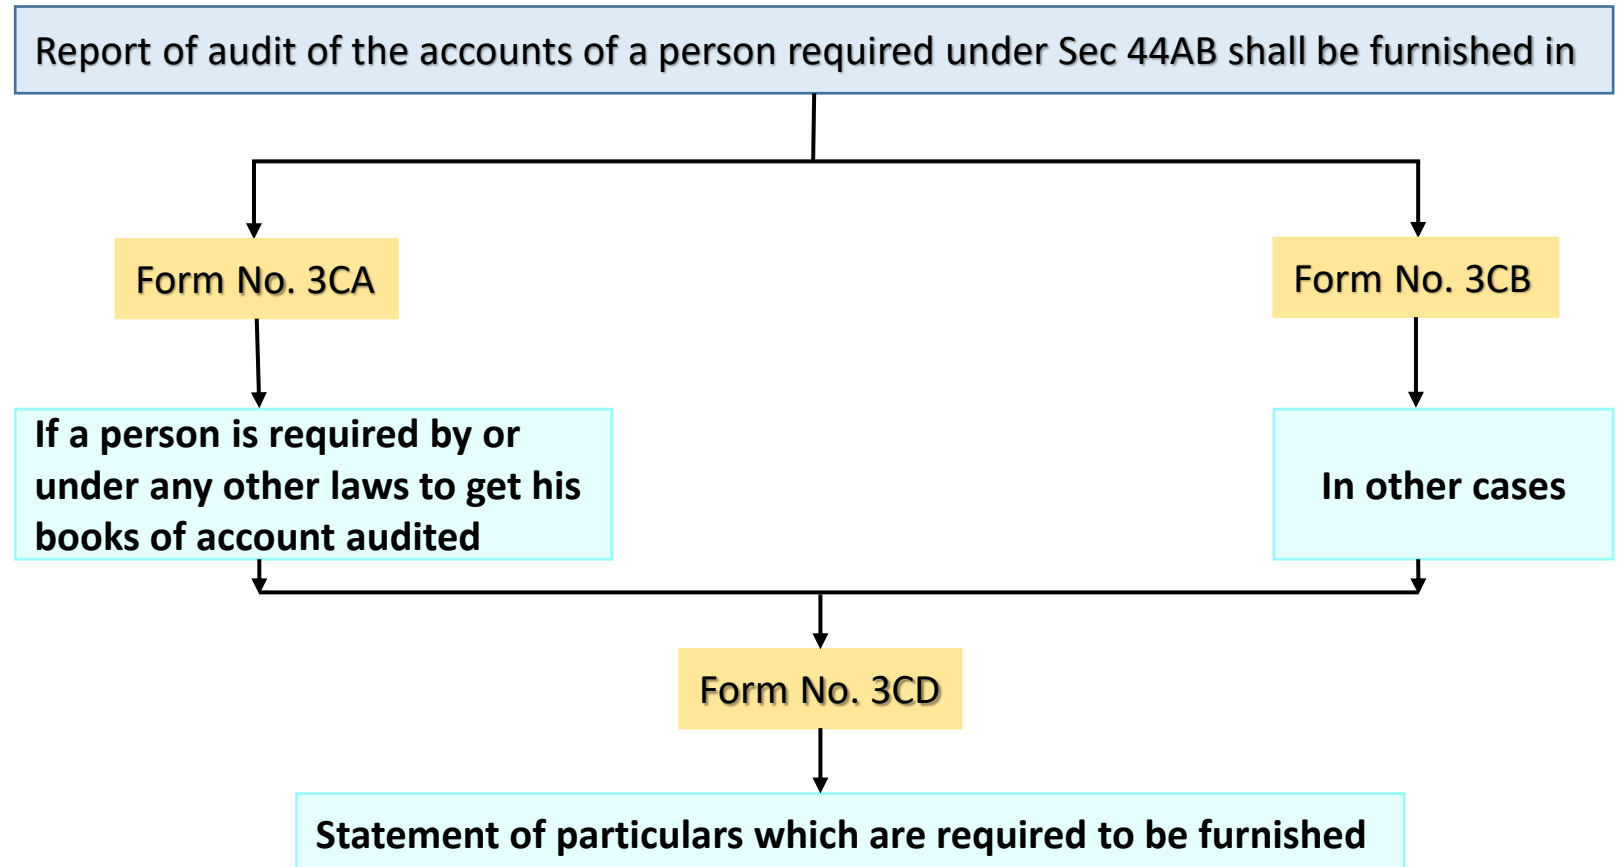 Report of audit of the accounts of a person required under Sec 44AB shall be furnished in
Form No. 3CA
Form No. 3CB
If a person is required by or
under any other laws to get his
books of account audited
In other cases
Form No. 3CD
Statement of particulars which are required to be furnished